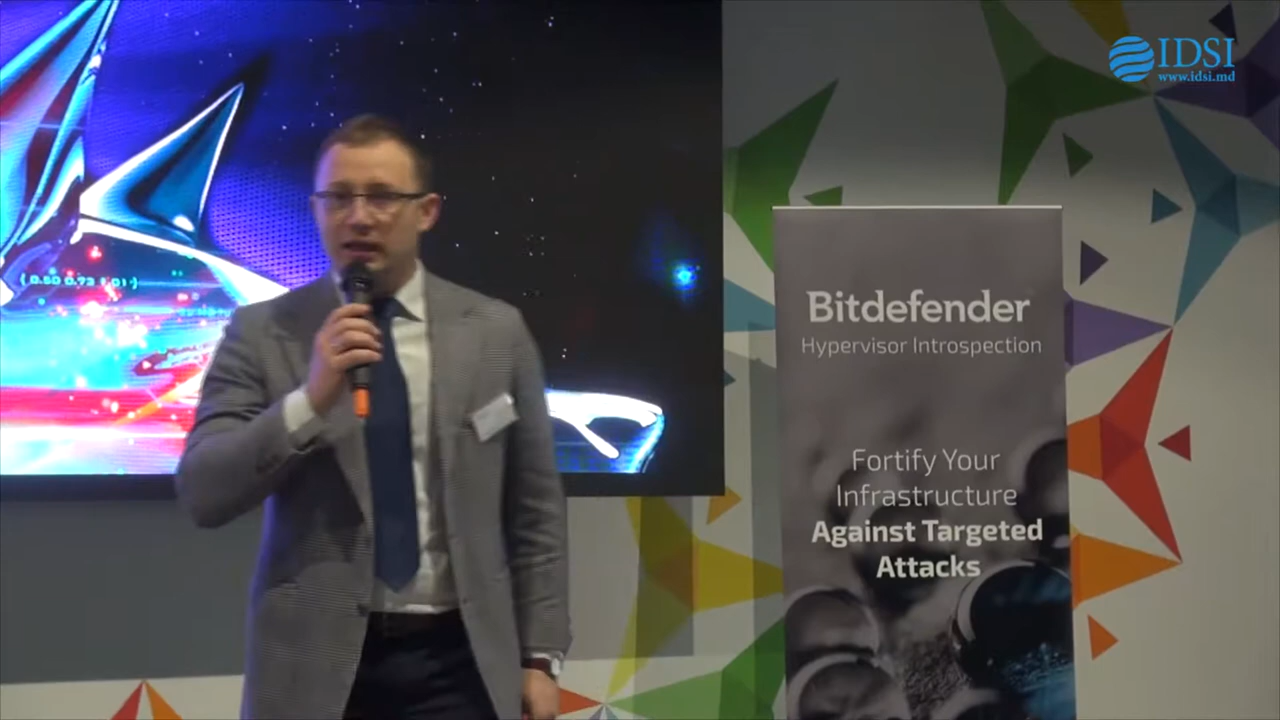 IDSI
www.idsi.md
Bitdefender
Hypervisor Introspection
Fortify Your
Infrastructure
Against Targeted
Attacks